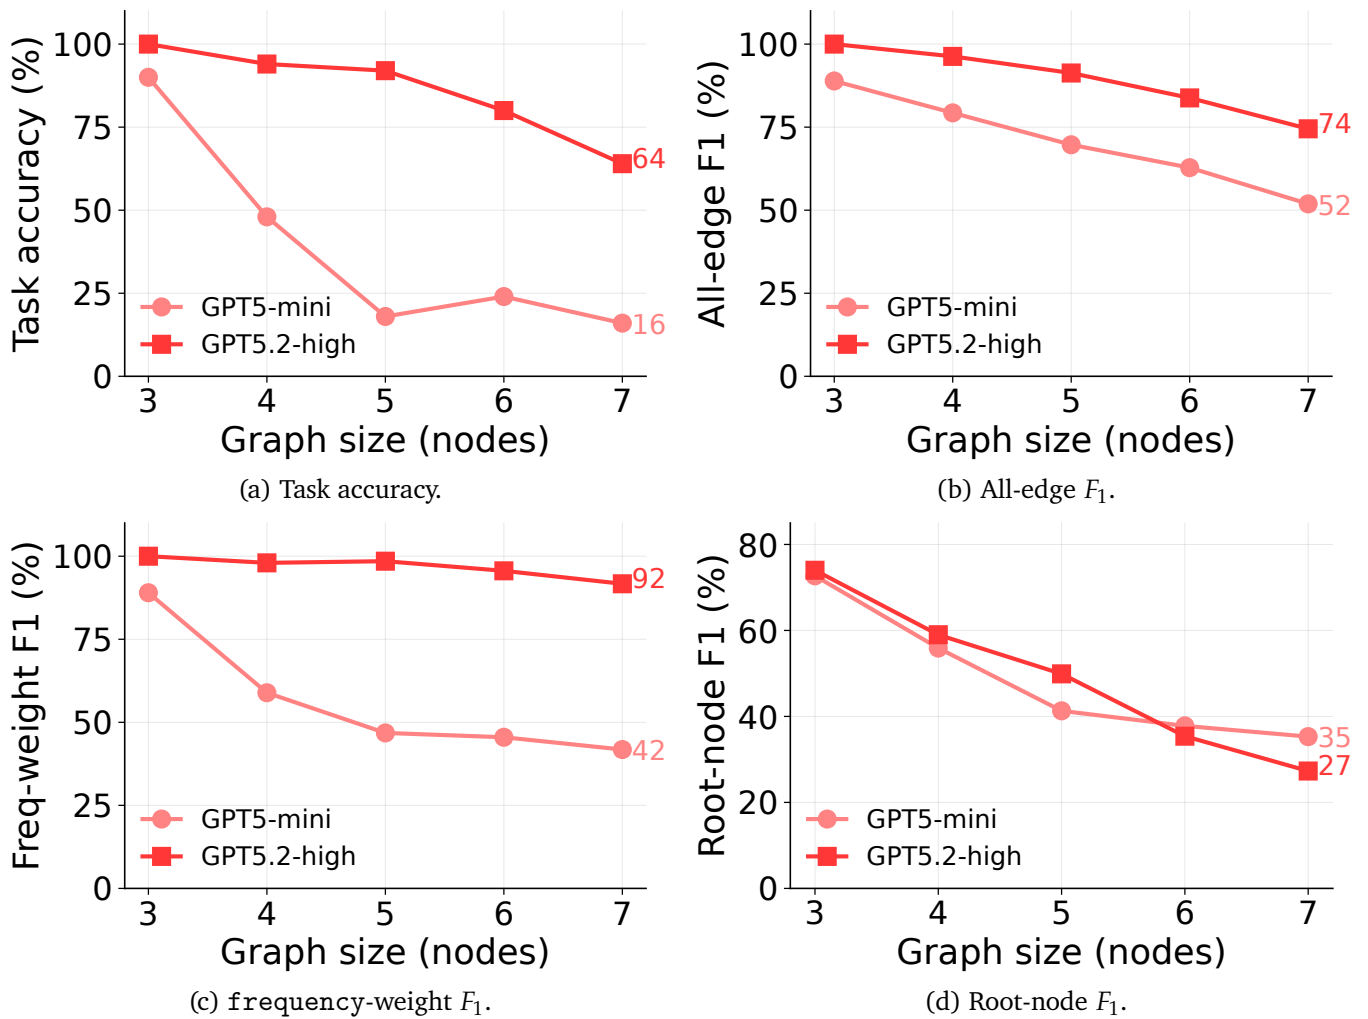 Task accuracy (%)
100
75
50
25
0
3 4 5 6 7
64
16
GPT5-mini
GPT5.2-high
Graph size (nodes)
(a) Task accuracy.
All-edge F1 (%)
100
75
50
25
0
3 4 5 6 7
74
52
GPT5-mini
GPT5.2-high
Graph size (nodes)
(b) All-edge F1.
Freq-weight F1 (%)
100
75
50
25
0
3 4 5 6 7
92
42
GPT5-mini
GPT5.2-high
Graph size (nodes)
(c) frequency-weight F1.
Root-node F1 (%)
80
60
40
20
0
3 4 5 6 7
35
27
GPT5-mini
GPT5.2-high
Graph size (nodes)
(d) Root-node F1.